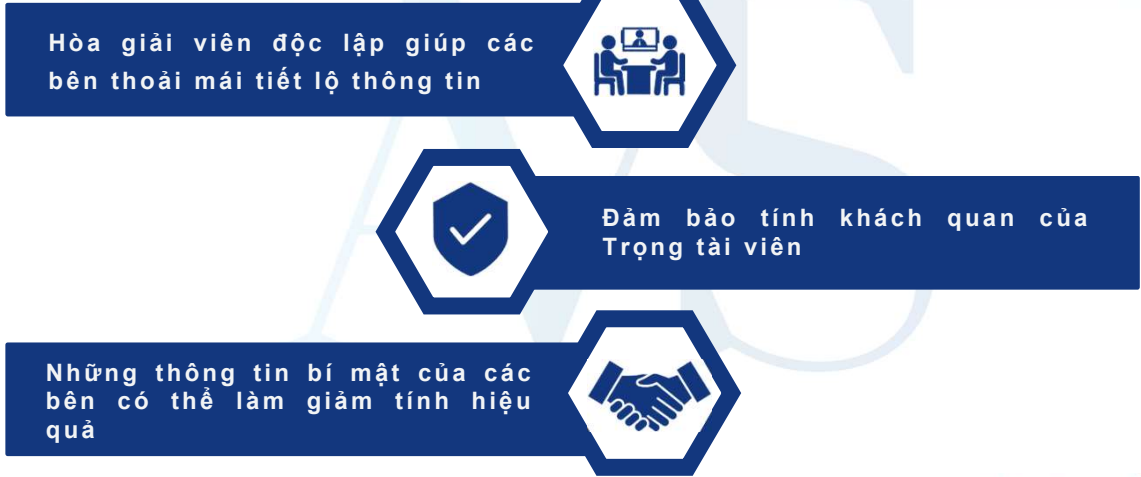 Hòa giải viên độc lập giúp các
bên thoải mái tiết lộ thông tin
Đảm bảo tính khách quan của
Trọng tài viên
Những thông tin bí mật của các
bên có thể làm giảm tính hiệu
quả